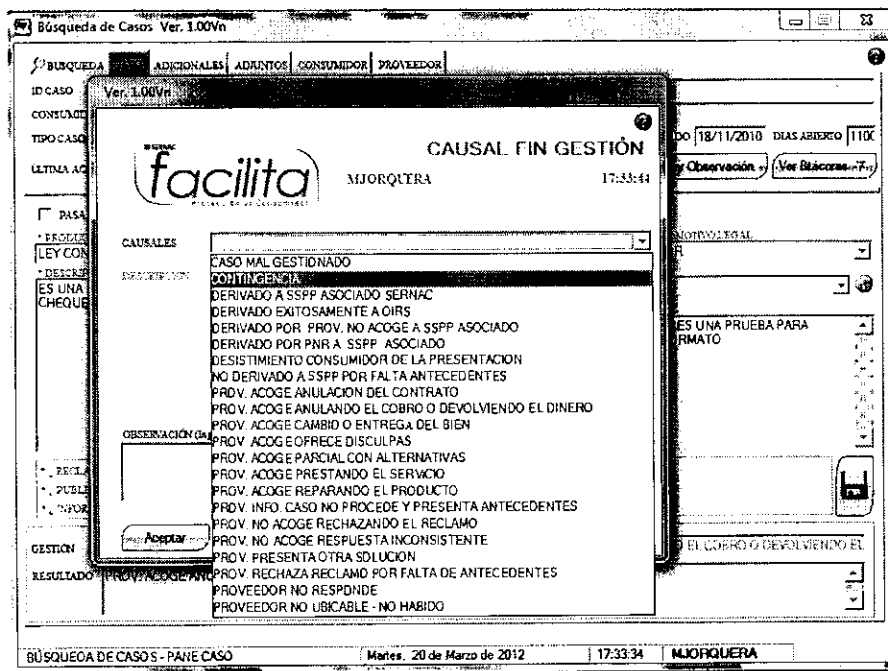 Búsqueda de Casos Ver. 1.00Vn
BUSQUEDA ADICIONALES ADJUNTOS CONSUMIDOR PROVEEDOR
ID CASO
Ver. 1.00Vn
TIPO CASO
18/11/2010 DIAS ABIERTO
Observación Ver Bitácoras
CAUSAL FIN GESTIÓN
facilita
MJORQUERA 17:33:44
PASA
LEY CON
ES UNA
CHEQUE
CAUSALES
DESCRIPCION
CASO MAL GESTIONADO
CONTINGENCIA
DERIVADO A SSPP ASOCIADO SERNAC
DERIVADO EXITOSAMENTE A OIRS
DERIVADO POR PROV. NO ACOGE A SSPP ASOCIADO
DERIVADO POR PNR A SSPP ASOCIADO
DESISTIMIENTO CONSUMIDOR DE LA PRESENTACION
NO DERIVADO A SSPP POR FALTA ANTECEDENTES
PROV. ACOGE ANULACION DEL CONTRATO
PROV. ACOGE ANULANDO EL COBRO O DEVOLVIENDO EL DINERO
PROV. ACOGE CAMBIO O ENTREGA DEL BIEN
PROV. ACOGE OFRECE DISCULPAS
PROV. ACOGE PARCIAL CON ALTERNATIVAS
PROV. ACOGE PRESTANDO EL SERVICIO
PROV. ACOGE REPARANDO EL PRODUCTO
PROV. INFO. CASO NO PROCEDE Y PRESENTA ANTECEDENTES
PROV. NO ACOGE RECHAZANDO EL RECLAMO
PROV. NO ACOGE RESPUESTA INCONSISTENTE
PROV. PRESENTA OTRA SOLUCION
PROV. RECHAZA RECLAMO POR FALTA DE ANTECEDENTES
PROVEEDOR NO RESPONDE
PROVEEDOR NO UBICABLE - NO HABIDO
ES UNA PRUEBA PARA
RMATO
OBSERVACIÓN
Aceptar
GESTION
EL COBRO O DEVOLVIENDO EL
RESULTADO
BÚSQUEDA DE CASOS - PANE CASO Martes, 20 de Marzo de 2012 17:33:34 MJORQUERA